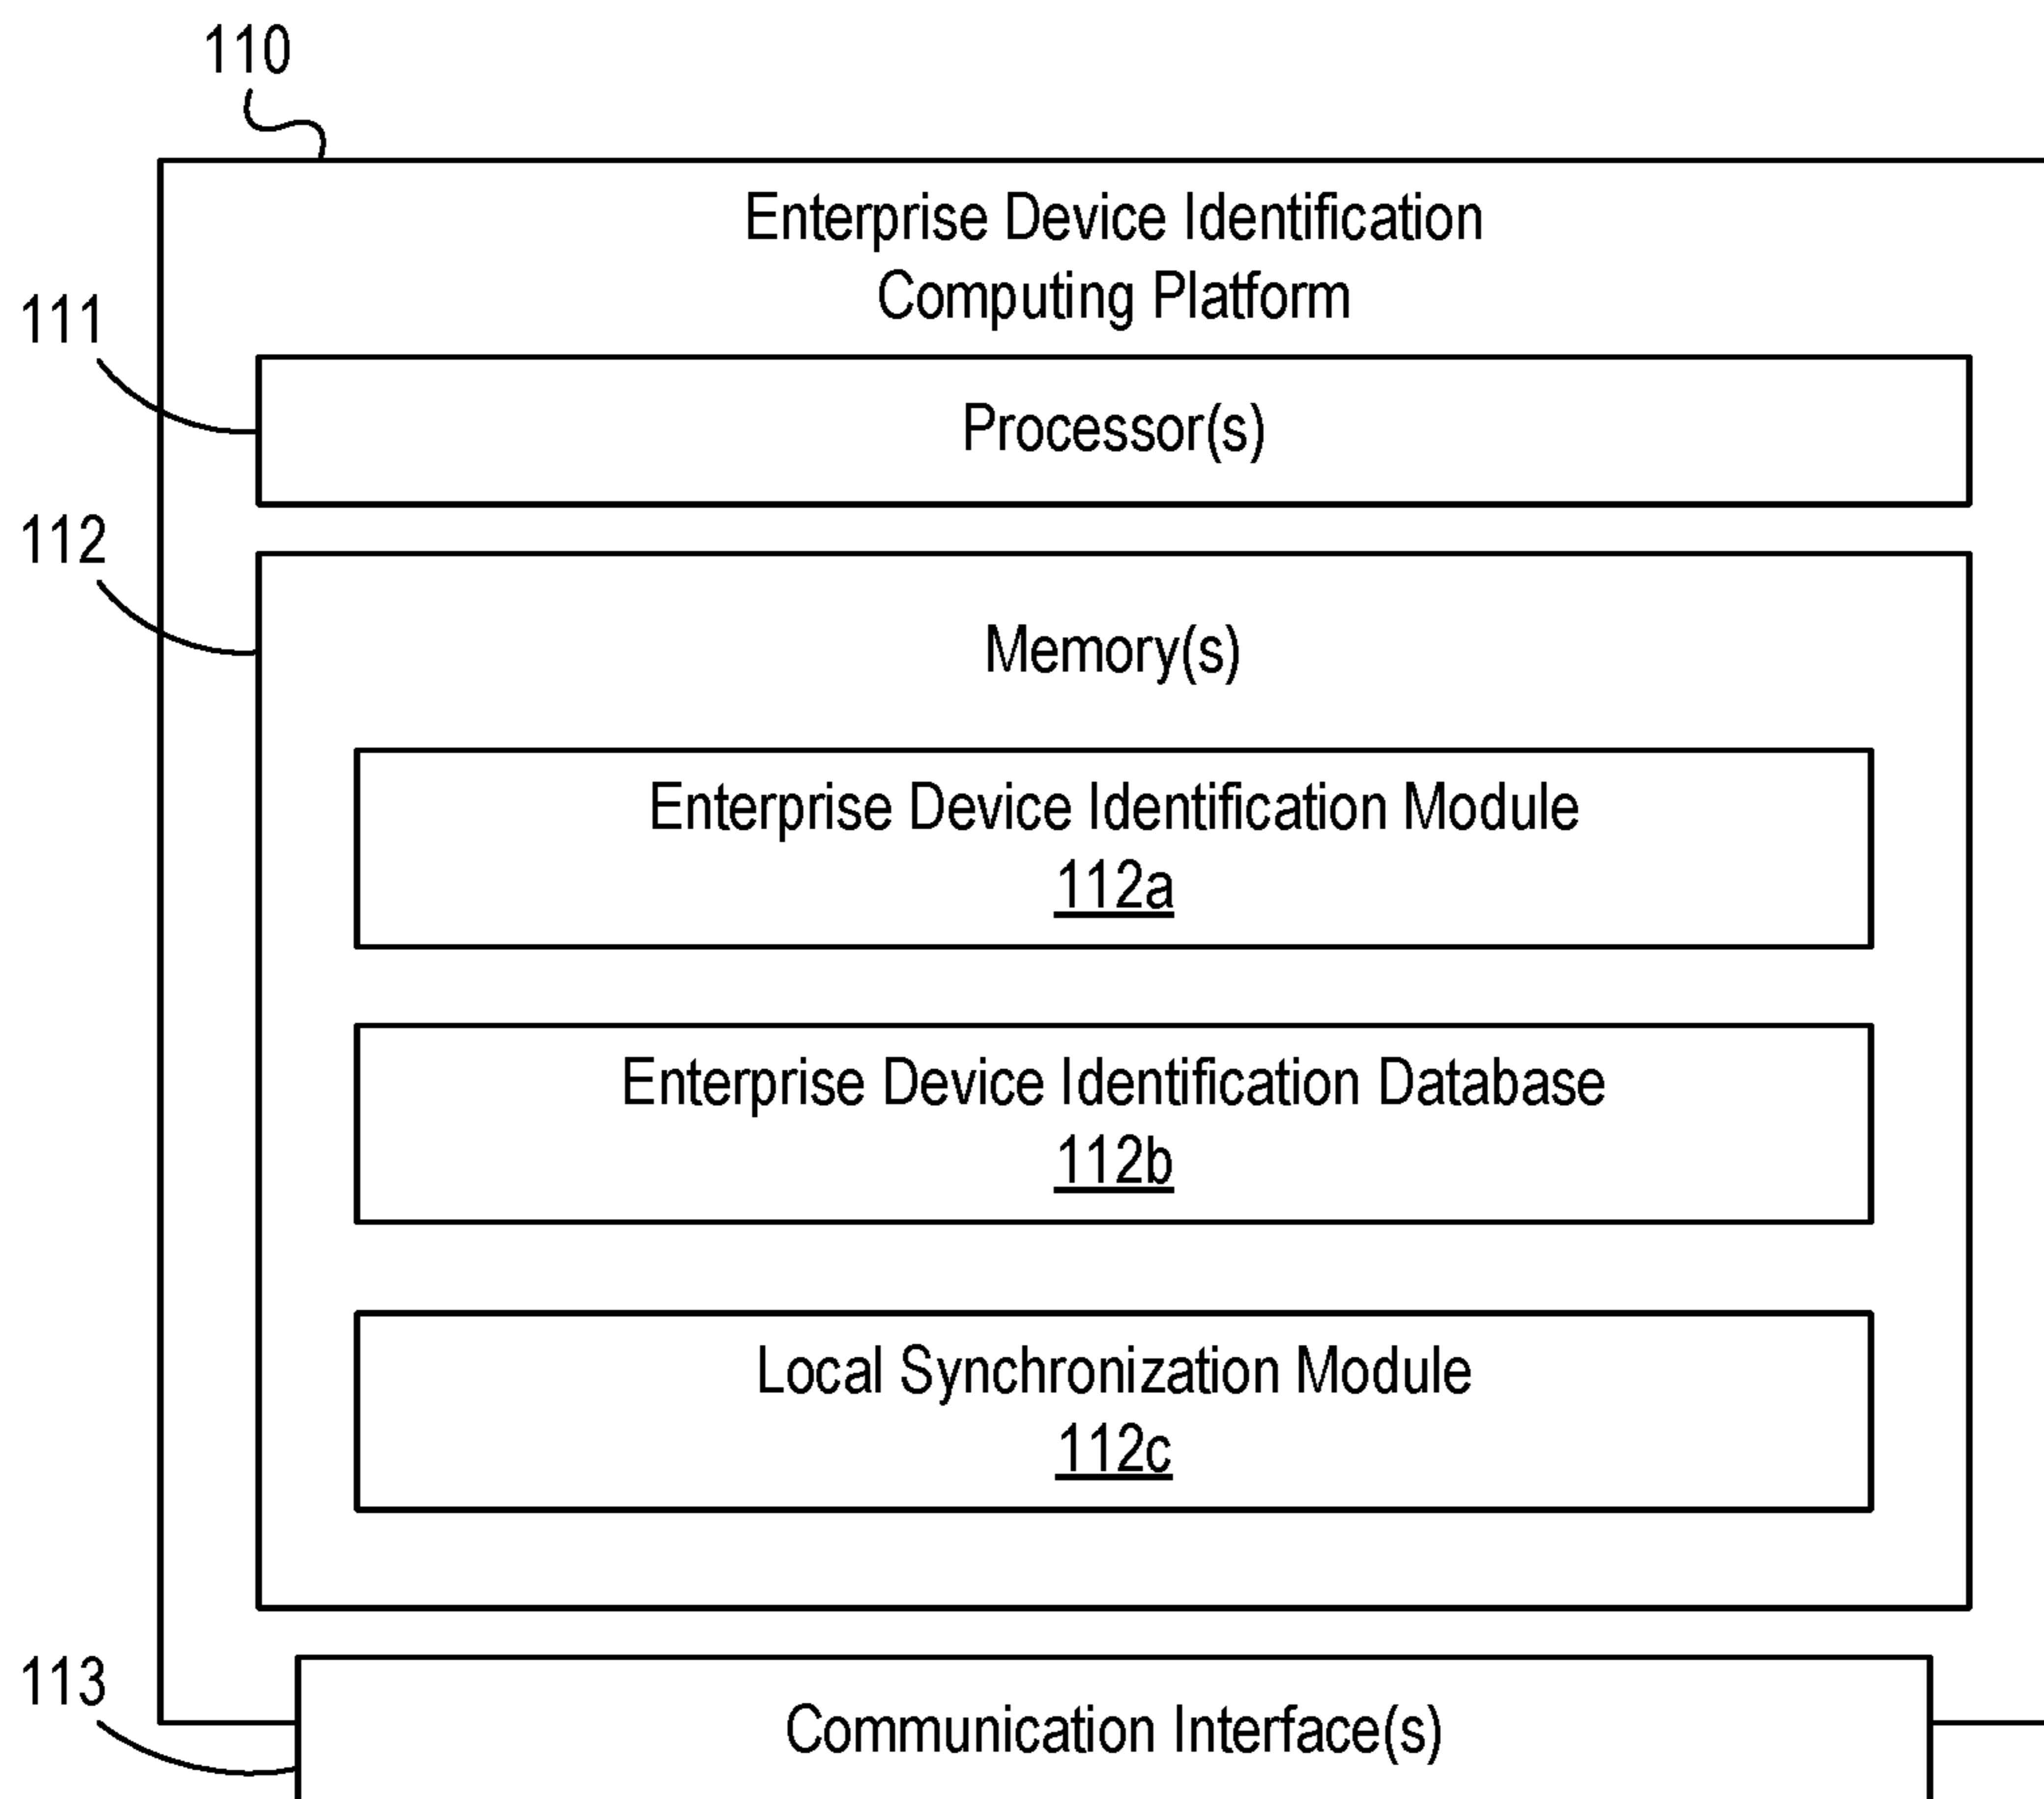 110
Enterprise Device Identification
Computing Platform
111
Processor(s)
112
Memory(s)
Enterprise Device Identification Module
112a
Enterprise Device Identification Database
112b
Local Synchronization Module
112c
113
Communication Interface(s)